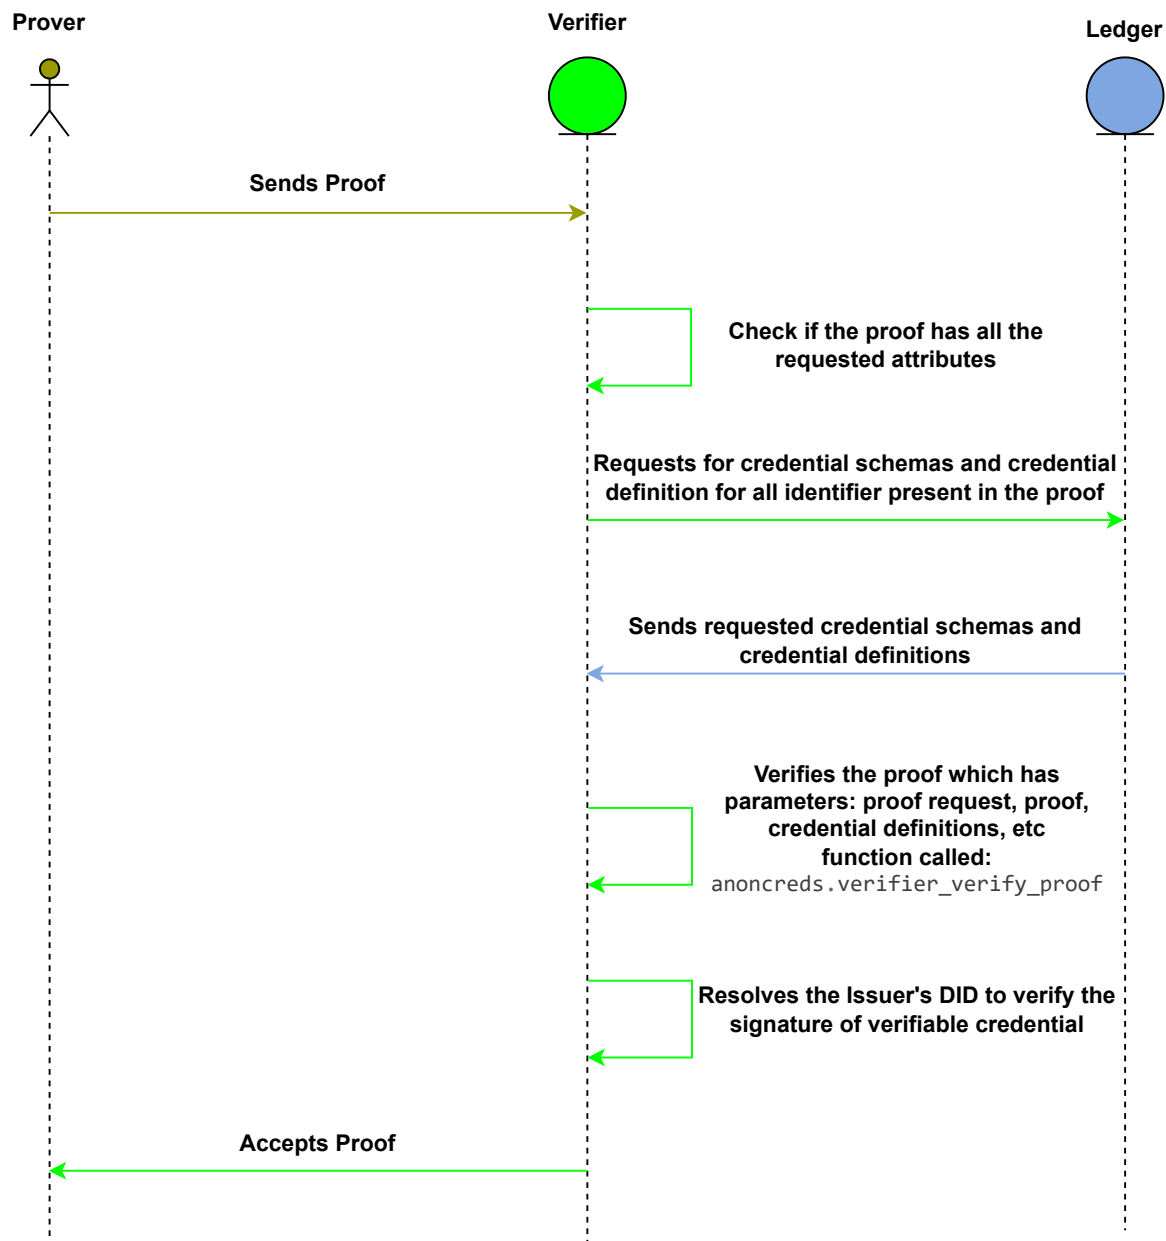 Prover
Verifier
Ledger
Sends Proof
Check if the proof has all the
requested attributes
Requests for credential schemas and credential
definition for all identifier present in the proof
Sends requested credential schemas and
credential definitions
Verifies the proof which has
parameters: proof request, proof,
credential definitions, etc
function called:
anoncreds.verifier_verify_proof
Resolves the Issuer's DID to verify the
signature of verifiable credential
Accepts Proof